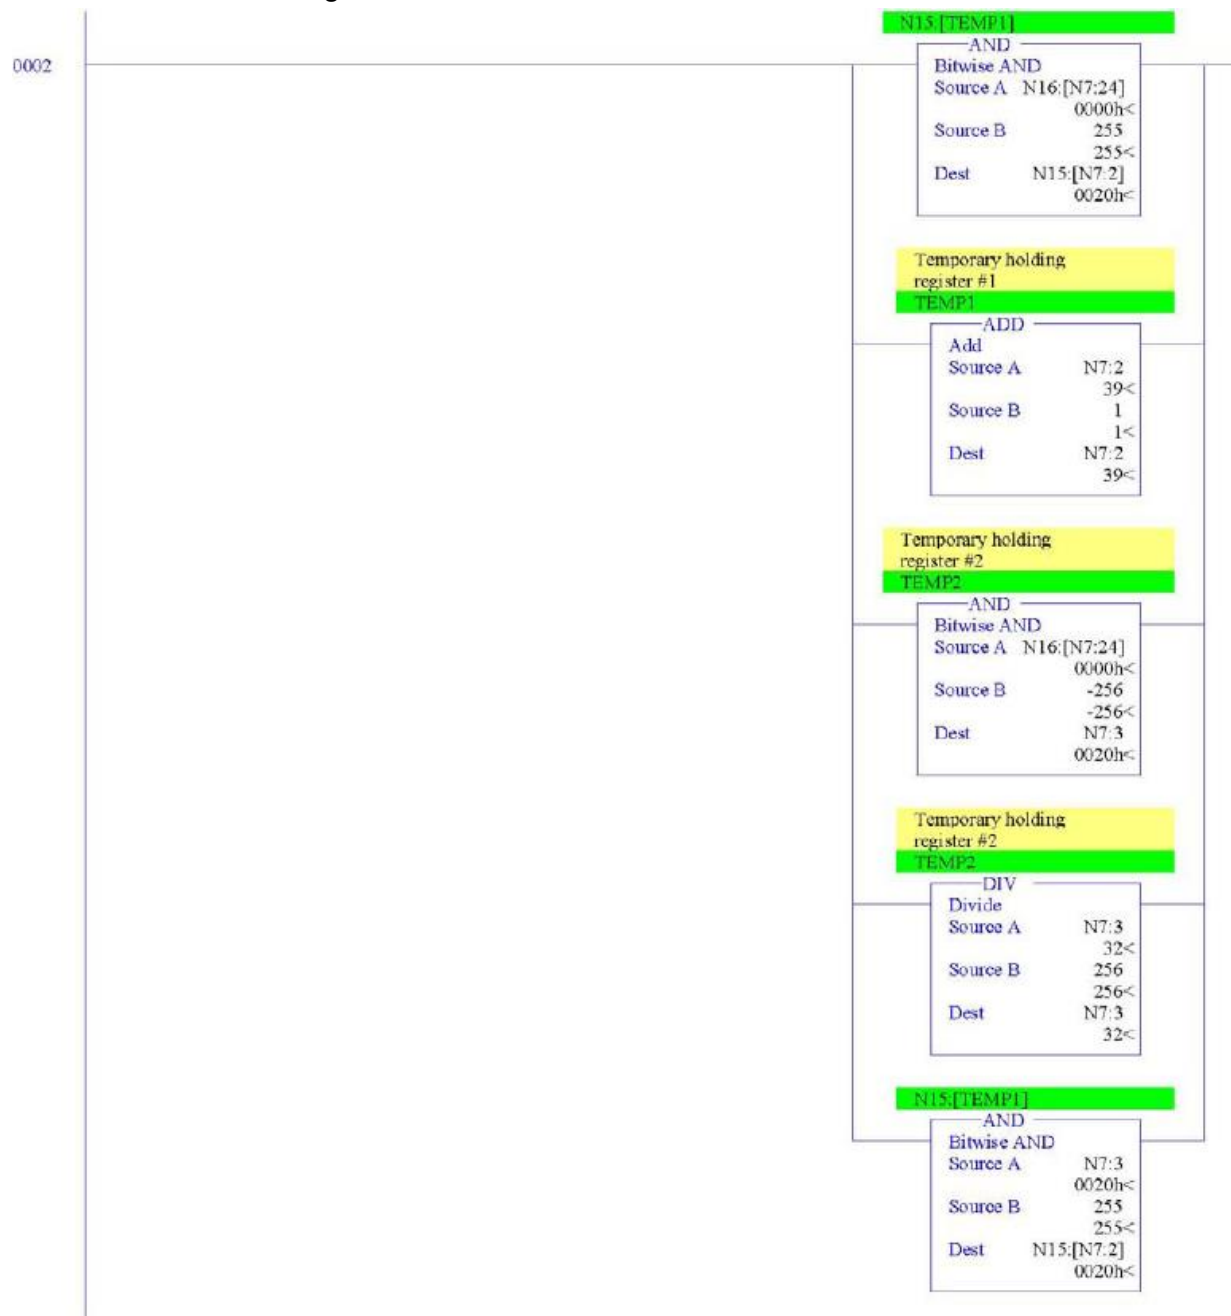 g
N15:[TEMP1]
AND
0002
Bitwise AND
Source A N16:[N7:24]
0000h<
Source B 255
255<
Dest N15:[N7:2]
0020h<
Temporary holding
register #1
TEMP1
ADD
Add
Source A N7:2
39<
Source B 1
1<
Dest N7:2
39<
Temporary holding
register #2
TEMP2
AND
Bitwise AND
Source A N16:[N7:24]
0000h<
Source B -256
-256<
Dest N7:3
0020h<
Temporary holding
register #2
TEMP2
DIV
Divide
Source A N7:3
32<
Source B 256
256<
Dest N7:3
32<
N15:[TEMP1]
AND
Bitwise AND
Source A N7:3
0020h<
Source B 255
255<
Dest N15:[N7:2]
0020h<